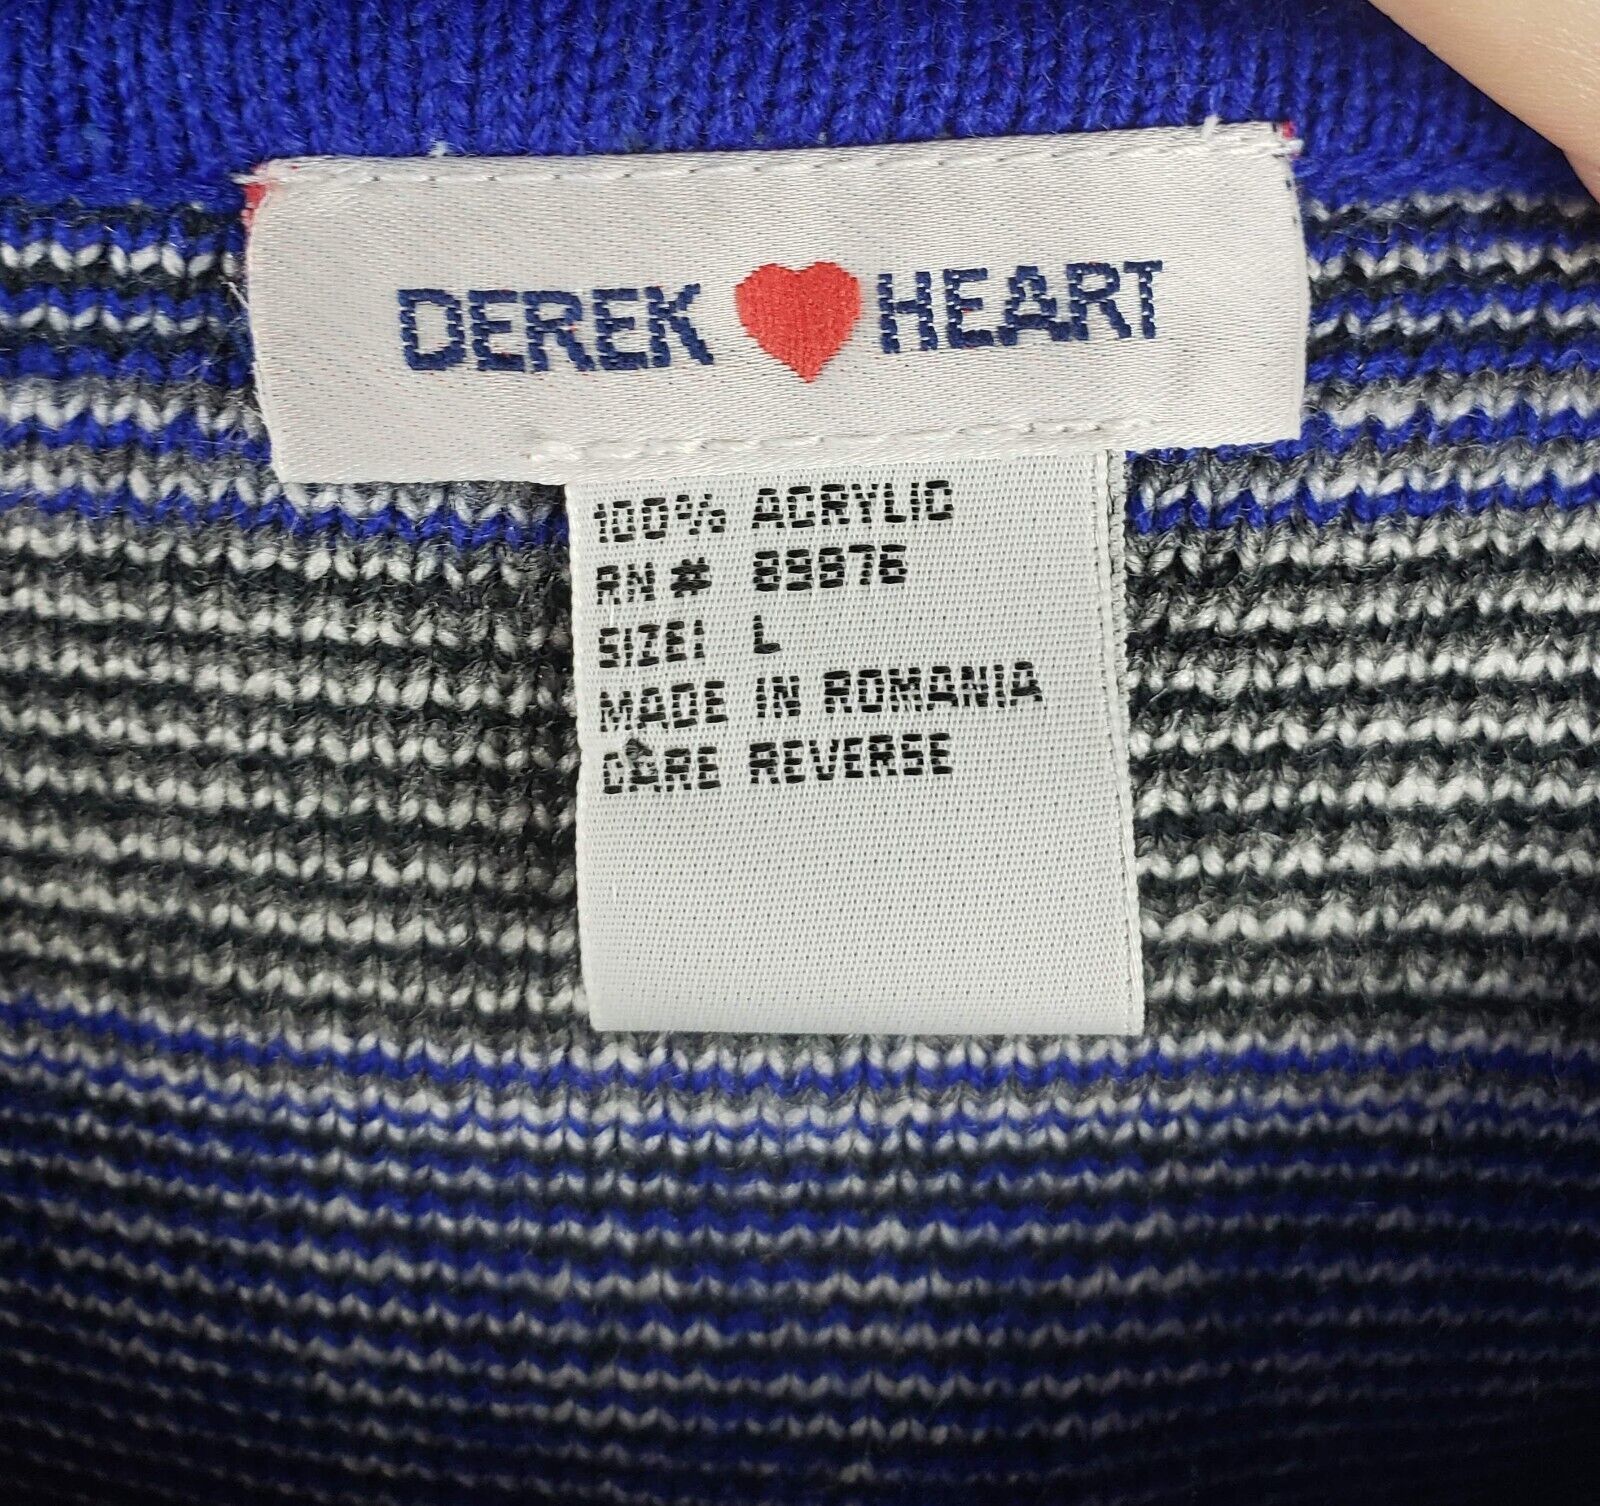 DEREK HEART
100% ACRYLIC
RN # 89876
SIZE: L
MADE IN ROMANIA
CARE REVERSE